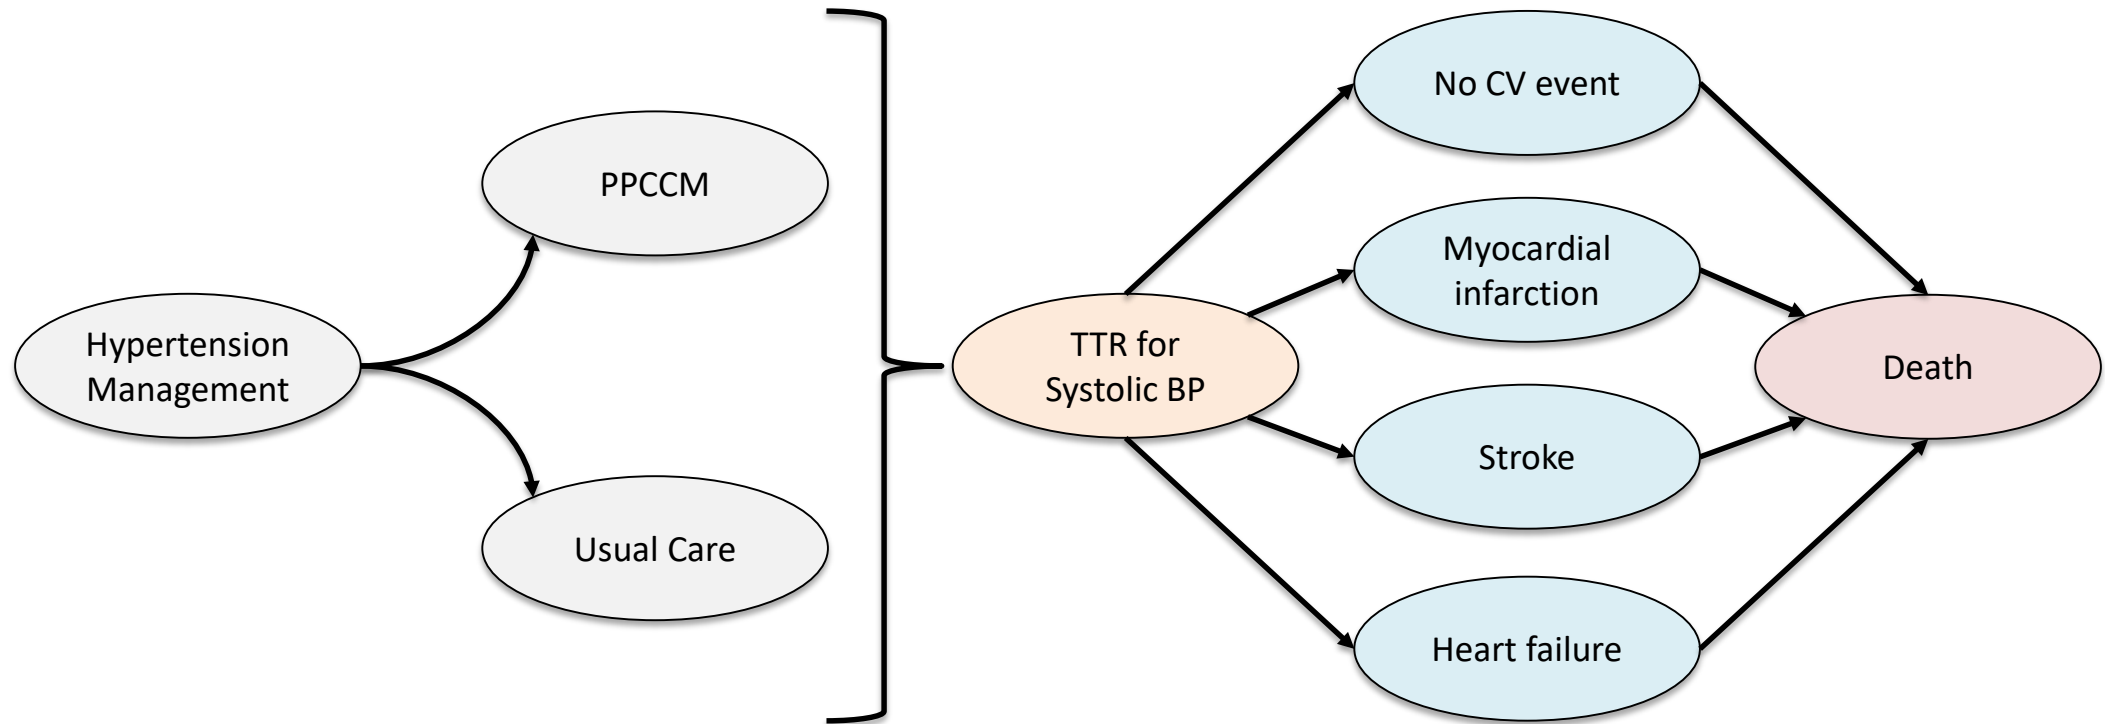 Hypertension
Management
PPCCM
Usual Care
TTR for
Systolic BP
No CV event
Myocardial
infarction
Stroke
Heart failure
Death